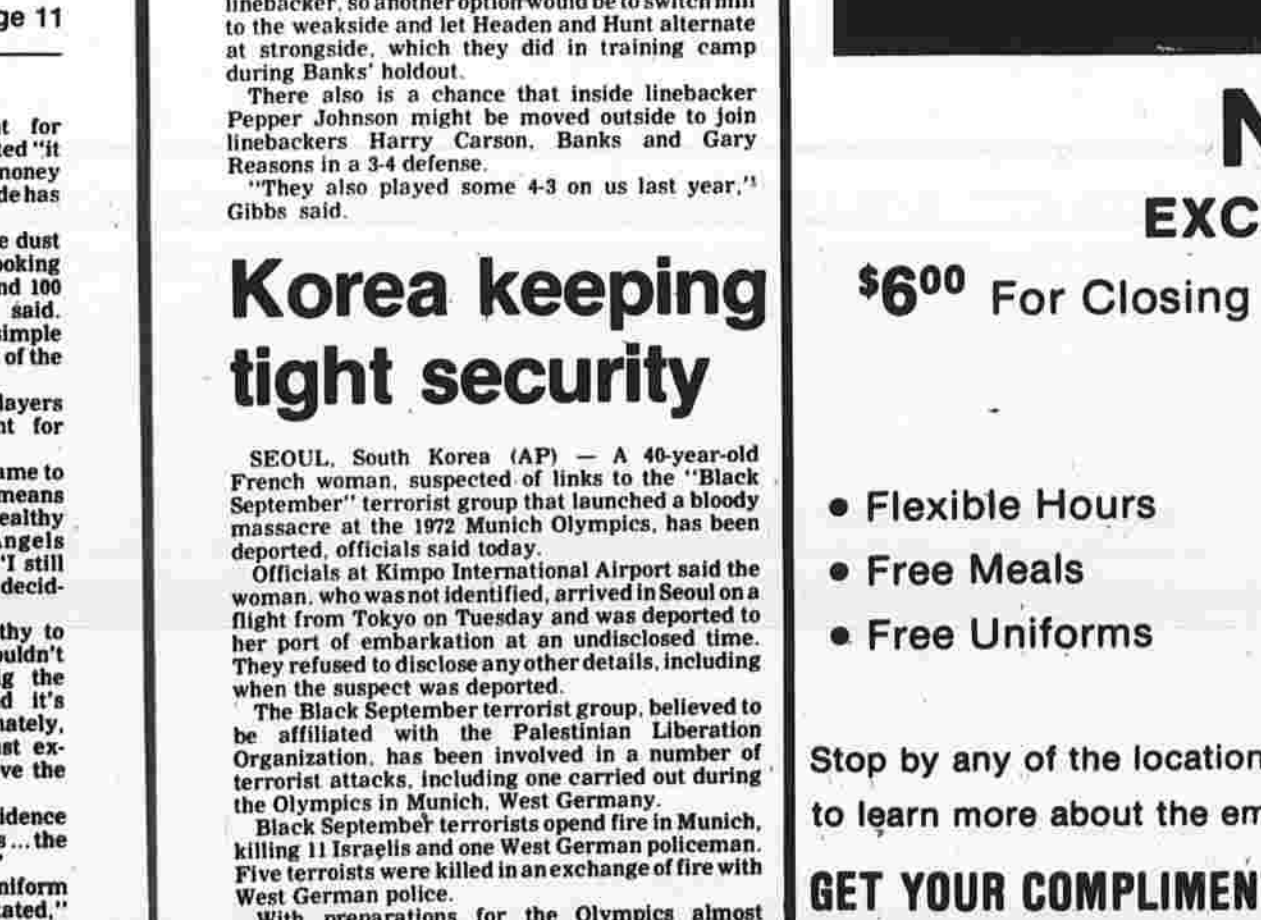 ge 11
t for
ted "it
money
de has
e dust
ooking
nd 100
said.
simple
of the
layers
nt for
ame to
means
ealthy
Angels
"I still
decid-
thy to
ouldn't
g the
d it's
nately,
st ex-
ve the
idence
s ... the
niform
ated,"
linebacker, so another option would be to switch him
to the weakside and let Headen and Hunt alternate
at strongside, which they did in training camp
during Banks' holdout.
There also is a chance that inside linebacker
Pepper Johnson might be moved outside to join
linebackers Harry Carson, Banks and Gary
Reasons in a 3-4 defense.
"They also played some 4-3 on us last year,"
Gibbs said.
Korea keeping
tight security
SEOUL, South Korea (AP) — A 40-year-old
French woman, suspected of links to the "Black
September" terrorist group that launched a bloody
massacre at the 1972 Munich Olympics, has been
deported, officials said today.
Officials at Kimpo International Airport said the
woman, who was not identified, arrived in Seoul on a
flight from Tokyo on Tuesday and was deported to
her port of embarkation at an undisclosed time.
They refused to disclose any other details, including
when the suspect was deported.
The Black September terrorist group, believed to
be affiliated with the Palestinian Liberation
Organization, has been involved in a number of
terrorist attacks, including one carried out during
the Olympics in Munich, West Germany.
Black September terrorists opend fire in Munich,
killing 11 Israelis and one West German policeman.
Five terroists were killed in an exchange of fire with
West German police.
With preparations for the Olympics almost
N
EXC
$600 For Closing
• Flexible Hours
• Free Meals
• Free Uniforms
Stop by any of the location
to learn more about the em
GET YOUR COMPLIMEN